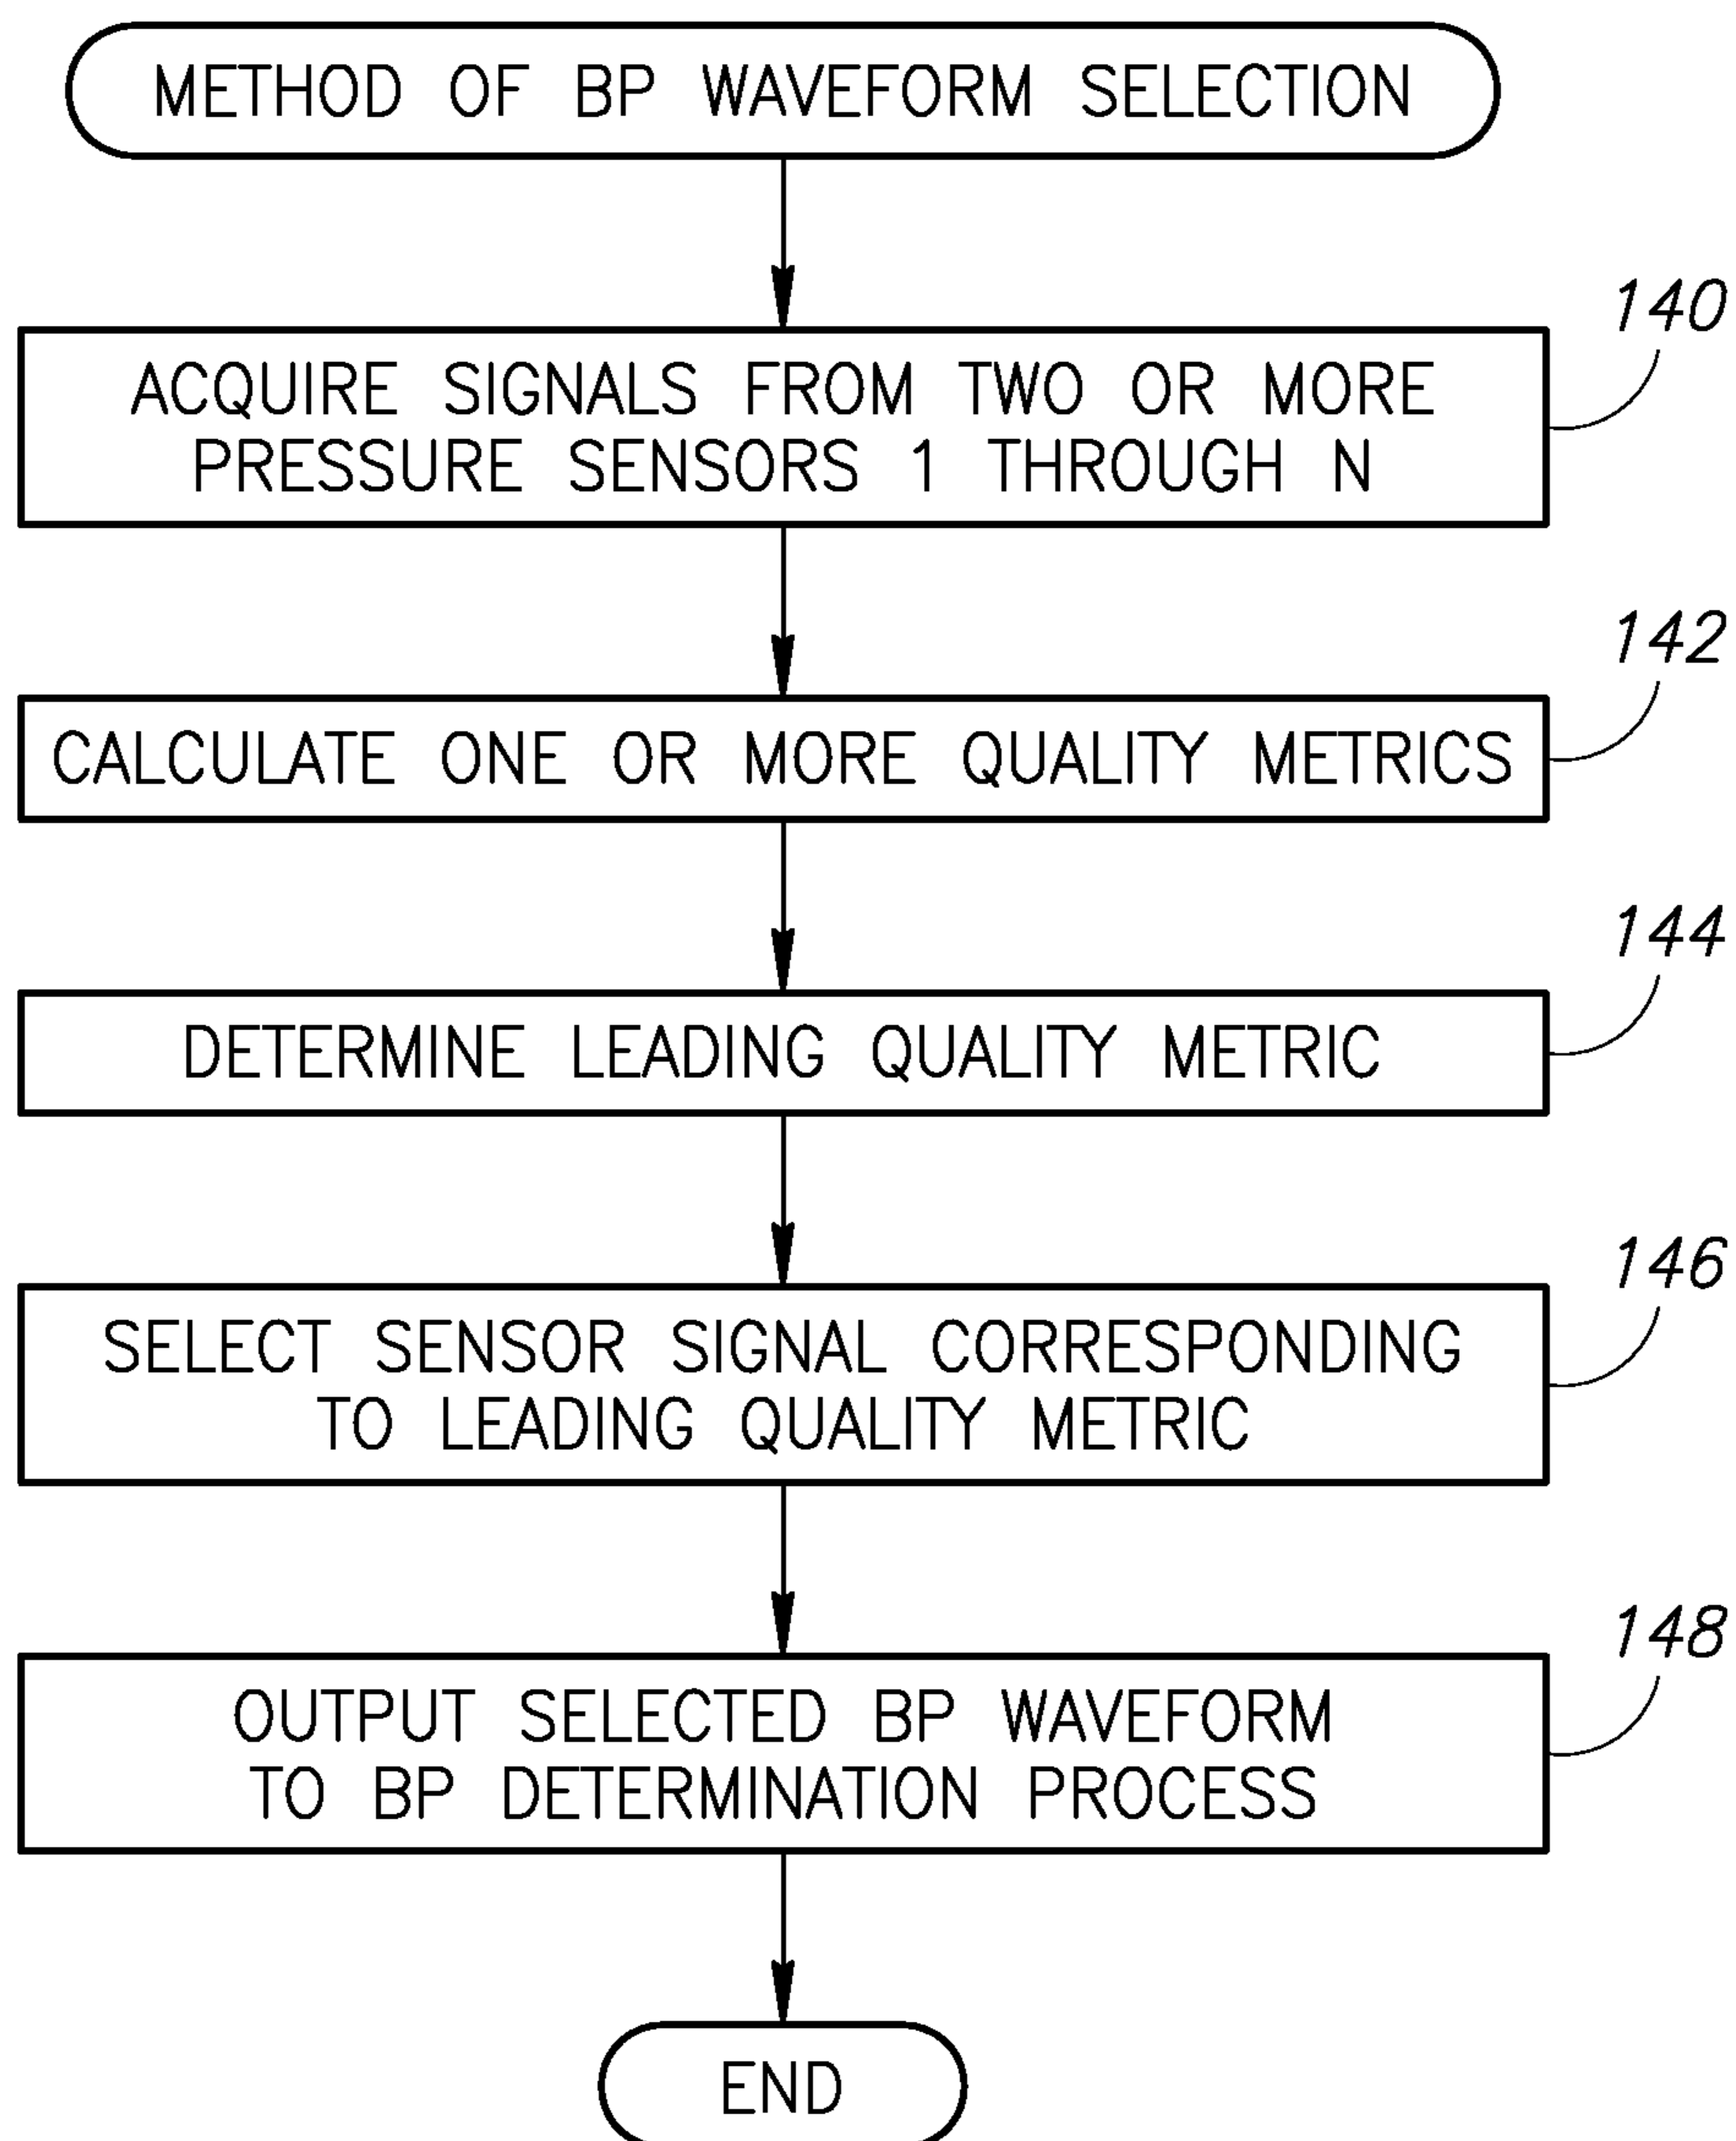 METHOD OF BP WAVEFORM SELECTION
140
ACQUIRE SIGNALS FROM TWO OR MORE
PRESSURE SENSORS 1 THROUGH N
142
CALCULATE ONE OR MORE QUALITY METRICS
144
DETERMINE LEADING QUALITY METRIC
146
SELECT SENSOR SIGNAL CORRESPONDING
TO LEADING QUALITY METRIC
148
OUTPUT SELECTED BP WAVEFORM
TO BP DETERMINATION PROCESS
END